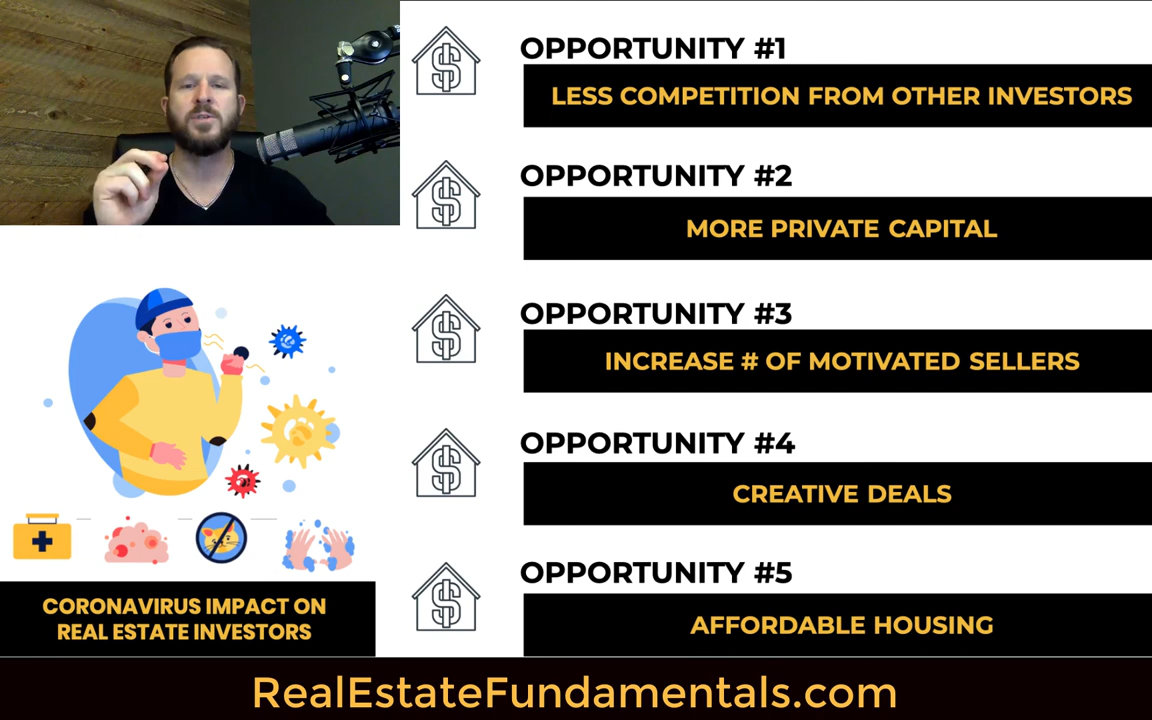 OPPORTUNITY #1
LESS COMPETITION FROM OTHER INVESTORS
OPPORTUNITY #2
MORE PRIVATE CAPITAL
OPPORTUNITY #3
INCREASE # OF MOTIVATED SELLERS
OPPORTUNITY #4
CREATIVE DEALS
OPPORTUNITY #5
AFFORDABLE HOUSING
CORONAVIRUS IMPACT ON
REAL ESTATE INVESTORS
RealEstateFundamentals.com